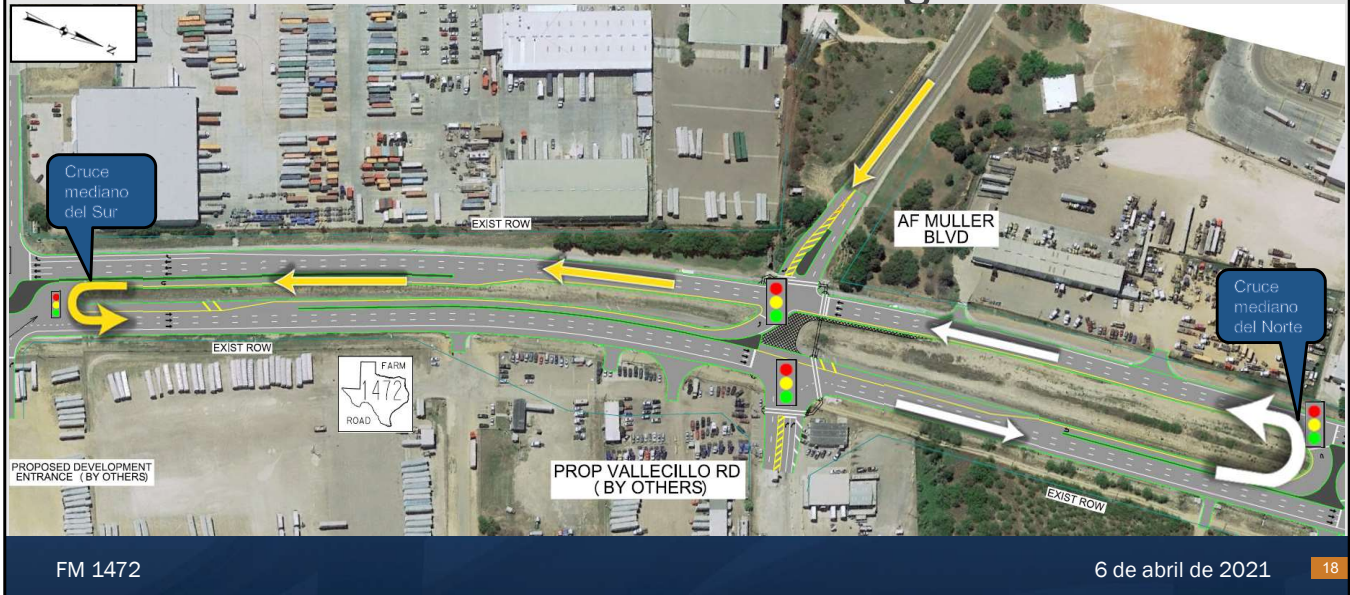 N
Cruce
mediano
del Sur
EXIST ROW
AF MULLER
BLVD
Cruce
mediano
del Norte
EXIST ROW
FARM
1472
ROAD
PROPOSED DEVELOPMENT
ENTRANCE (BY OTHERS)
PROP VALLECILLO RD
(BY OTHERS)
EXIST ROW
FM 1472
6 de abril de 2021
18